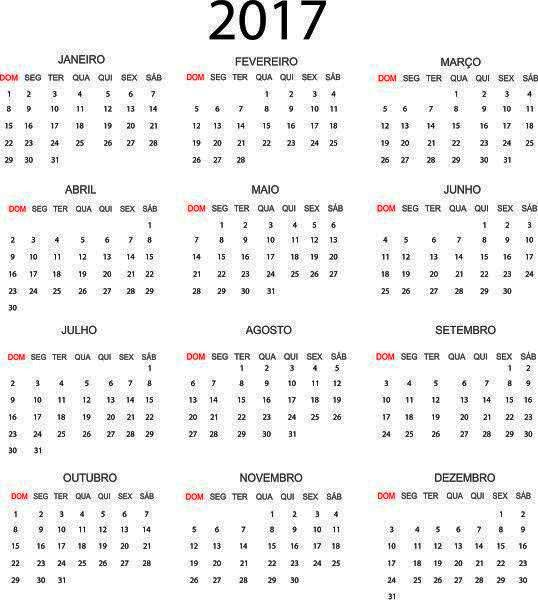 2017
JANEIRO
DOM SEG TER QUA QUI SEX SÁB
1 2 3 4 5 6 7
8 9 10 11 12 13 14
15 16 17 18 19 20 21
22 23 24 25 26 27 28
29 30 31
FEVEREIRO
DOM SEG TER QUA QUI SEX SÁB
1 2 3 4
5 6 7 8 9 10 11
12 13 14 15 16 17 18
19 20 21 22 23 24 25
26 27 28
MARÇO
DOM SEG TER QUA QUI SEX SÁB
1 2 3 4
5 6 7 8 9 10 11
12 13 14 15 16 17 18
19 20 21 22 23 24 25
26 27 28 29 30 31
ABRIL
DOM SEG TER QUA QUI SEX SÁB
1
2 3 4 5 6 7 8
9 10 11 12 13 14 15
16 17 18 19 20 21 22
23 24 25 26 27 28 29
30
MAIO
DOM SEG TER QUA QUI SEX SÁB
1 2 3 4 5 6
7 8 9 10 11 12 13
14 15 16 17 18 19 20
21 22 23 24 25 26 27
28 29 30 31
JUNHO
DOM SEG TER QUA QUI SEX SÁB
1 2 3
4 5 6 7 8 9 10
11 12 13 14 15 16 17
18 19 20 21 22 23 24
25 26 27 28 29 30
JULHO
DOM SEG TER QUA QUI SEX SÁB
1
2 3 4 5 6 7 8
9 10 11 12 13 14 15
16 17 18 19 20 21 22
23 24 25 26 27 28 29
30 31
AGOSTO
DOM SEG TER QUA QUI SEX SÁB
1 2 3 4 5
6 7 8 9 10 11 12
13 14 15 16 17 18 19
20 21 22 23 24 25 26
27 28 29 30 31
SETEMBRO
DOM SEG TER QUA QUI SEX SÁB
1 2
3 4 5 6 7 8 9
10 11 12 13 14 15 16
17 18 19 20 21 22 23
24 25 26 27 28 29 30
OUTUBRO
DOM SEG TER QUA QUI SEX SÁB
1 2 3 4 5 6 7
8 9 10 11 12 13 14
15 16 17 18 19 20 21
22 23 24 25 26 27 28
29 30 31
NOVEMBRO
DOM SEG TER QUA QUI SEX SÁB
1 2 3 4
5 6 7 8 9 10 11
12 13 14 15 16 17 18
19 20 21 22 23 24 25
26 27 28 29 30
DEZEMBRO
DOM SEG TER QUA QUI SEX SÁB
1 2
3 4 5 6 7 8 9
10 11 12 13 14 15 16
17 18 19 20 21 22 23
24 25 26 27 28 29 30
31